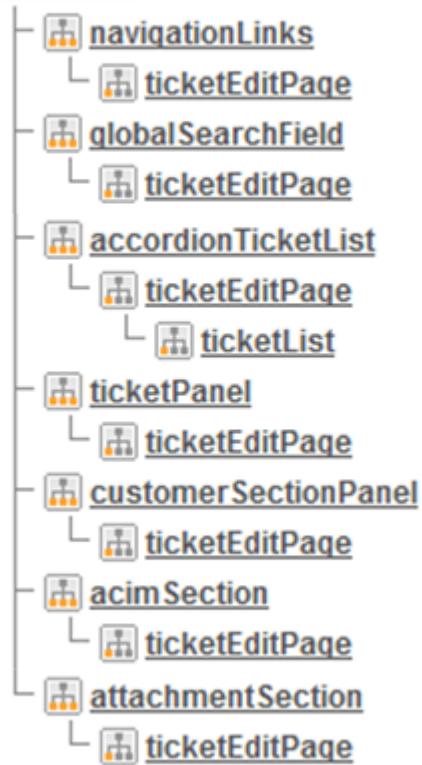 navigationLinks
ticketEditPage
globalSearchField
ticketEditPage
accordionTicketList
ticketEditPage
ticketList
ticketPanel
ticketEditPage
customerSectionPanel
ticketEditPage
acimSection
ticketEditPage
attachmentSection
ticketEditPage